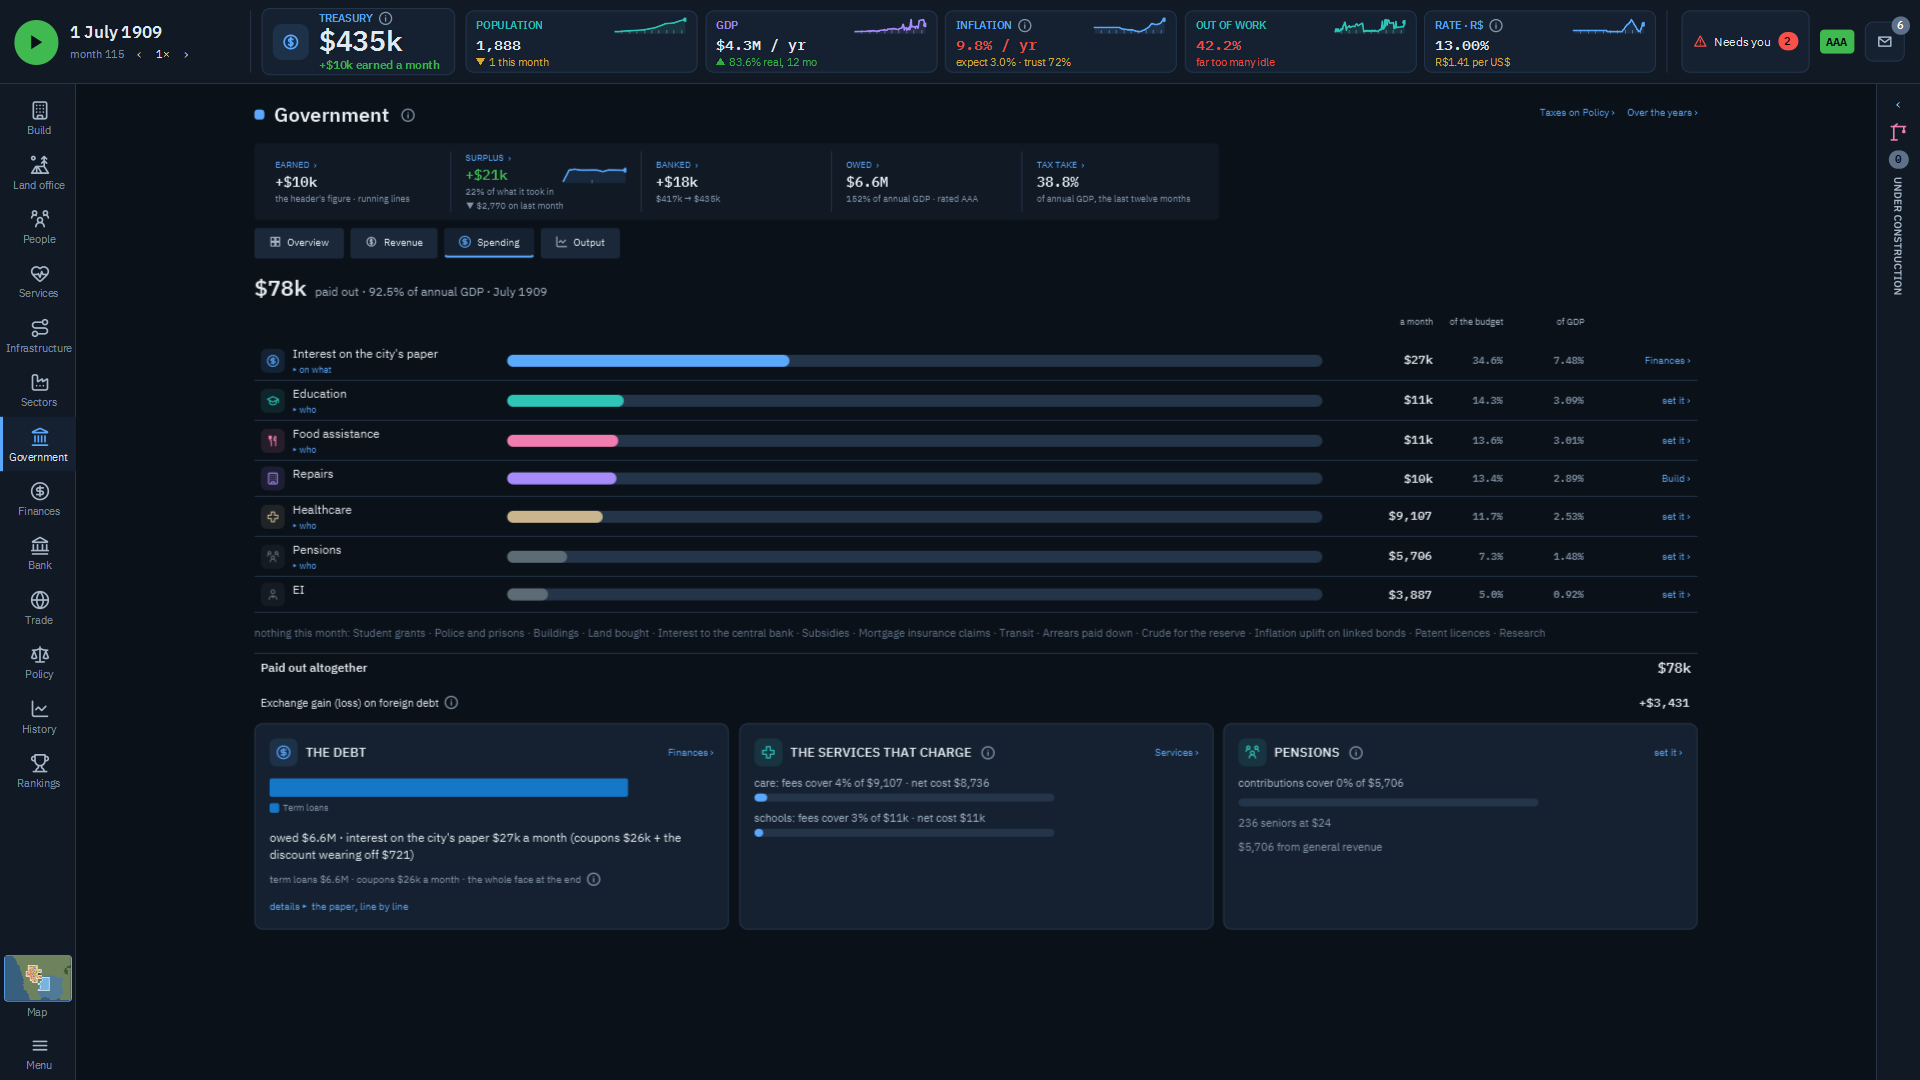 1 July 1909
month 115 ‹ 1× ›
TREASURY
$435k
+$10k earned a month
POPULATION
1,888
▼ 1 this month
GDP
$4.3M / yr
▲ 83.6% real, 12 mo
INFLATION
9.8% / yr
expect 3.0% · trust 72%
OUT OF WORK
42.2%
far too many idle
RATE · R$
13.00%
R$1.41 per US$
Needs you 2
AAA
6
Build
Land office
People
Services
Infrastructure
Sectors
Government
Finances
Bank
Trade
Policy
History
Rankings
Map
Menu
Government
Taxes on Policy ›
Over the years ›
EARNED ›
+$10k
the header's figure · running lines
SURPLUS ›
+$21k
22% of what it took in
▼ $2,770 on last month
BANKED ›
+$18k
$417k → $435k
OWED ›
$6.6M
152% of annual GDP · rated AAA
TAX TAKE ›
38.8%
of annual GDP, the last twelve months
Overview
Revenue
Spending
Output
$78k paid out · 92.5% of annual GDP · July 1909
a month of the budget of GDP
Interest on the city's paper $27k 34.6% 7.48% Finances ›
▸ on what
Education $11k 14.3% 3.09% set it ›
▸ who
Food assistance $11k 13.6% 3.01% set it ›
▸ who
Repairs $10k 13.4% 2.89% Build ›
Healthcare $9,107 11.7% 2.53% set it ›
▸ who
Pensions $5,706 7.3% 1.48% set it ›
▸ who
EI $3,887 5.0% 0.92% set it ›
nothing this month: Student grants · Police and prisons · Buildings · Land bought · Interest to the central bank · Subsidies · Mortgage insurance claims · Transit · Arrears paid down · Crude for the reserve · Inflation uplift on linked bonds · Patent licences · Research
Paid out altogether $78k
Exchange gain (loss) on foreign debt +$3,431
THE DEBT Finances ›
Term loans
owed $6.6M · interest on the city's paper $27k a month (coupons $26k + the
discount wearing off $721)
term loans $6.6M · coupons $26k a month · the whole face at the end
details ▸ the paper, line by line
THE SERVICES THAT CHARGE Services ›
care: fees cover 4% of $9,107 · net cost $8,736
schools: fees cover 3% of $11k · net cost $11k
PENSIONS set it ›
contributions cover 0% of $5,706
236 seniors at $24
$5,706 from general revenue
‹
0
UNDER CONSTRUCTION